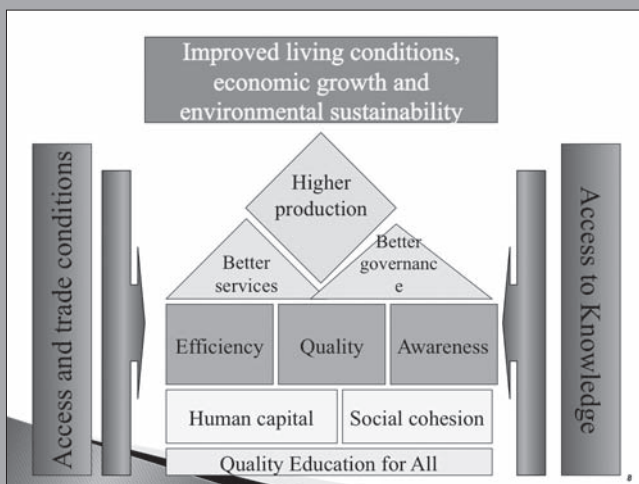 Improved living conditions,
economic growth and
environmental sustainability
Access and trade conditions
Higher
production
Better
services
Better
governanc
e
Efficiency
Quality
Awareness
Human capital
Social cohesion
Quality Education for All
Access to Knowledge
8